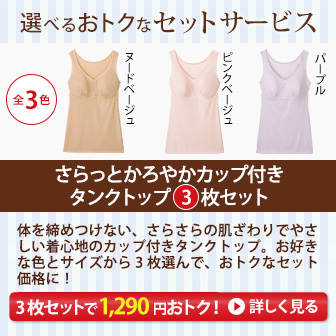 選べるおトクなセットサービス
全3色
ヌードベージュ
ピンクベージュ
パープル
さらっとかろやかカップ付き
タンクトップ3枚セット
体を締めつけない、さらさらの肌ざわりでやさ
しい着心地のカップ付きタンクトップ。お好き
な色とサイズから3枚選んで、おトクなセット
価格に！
3枚セットで1,290円おトク！
詳しく見る